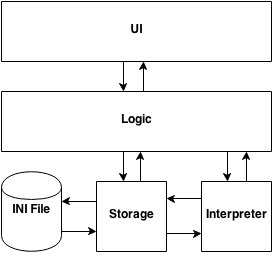 UI
Logic
INI File
Storage
Interpreter